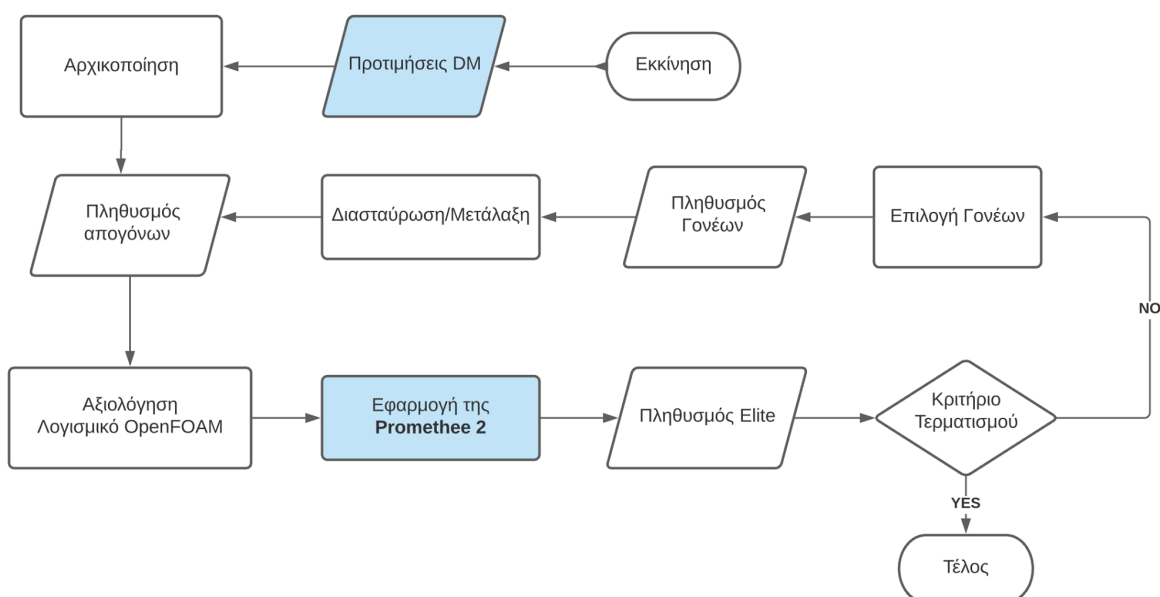 Αρχικοποίηση
Προτιμήσεις DM
Εκκίνηση
Πληθυσμός
απογόνων
Διασταύρωση/Μετάλαξη
Πληθυσμός
Γονέων
Επιλογή Γονέων
NO
Αξιολόγηση
Λογισμικό OpenFOAM
Εφαρμογή της
Promethee 2
Πληθυσμός Elite
Κριτήριο
Τερματισμού
YES
Τέλος